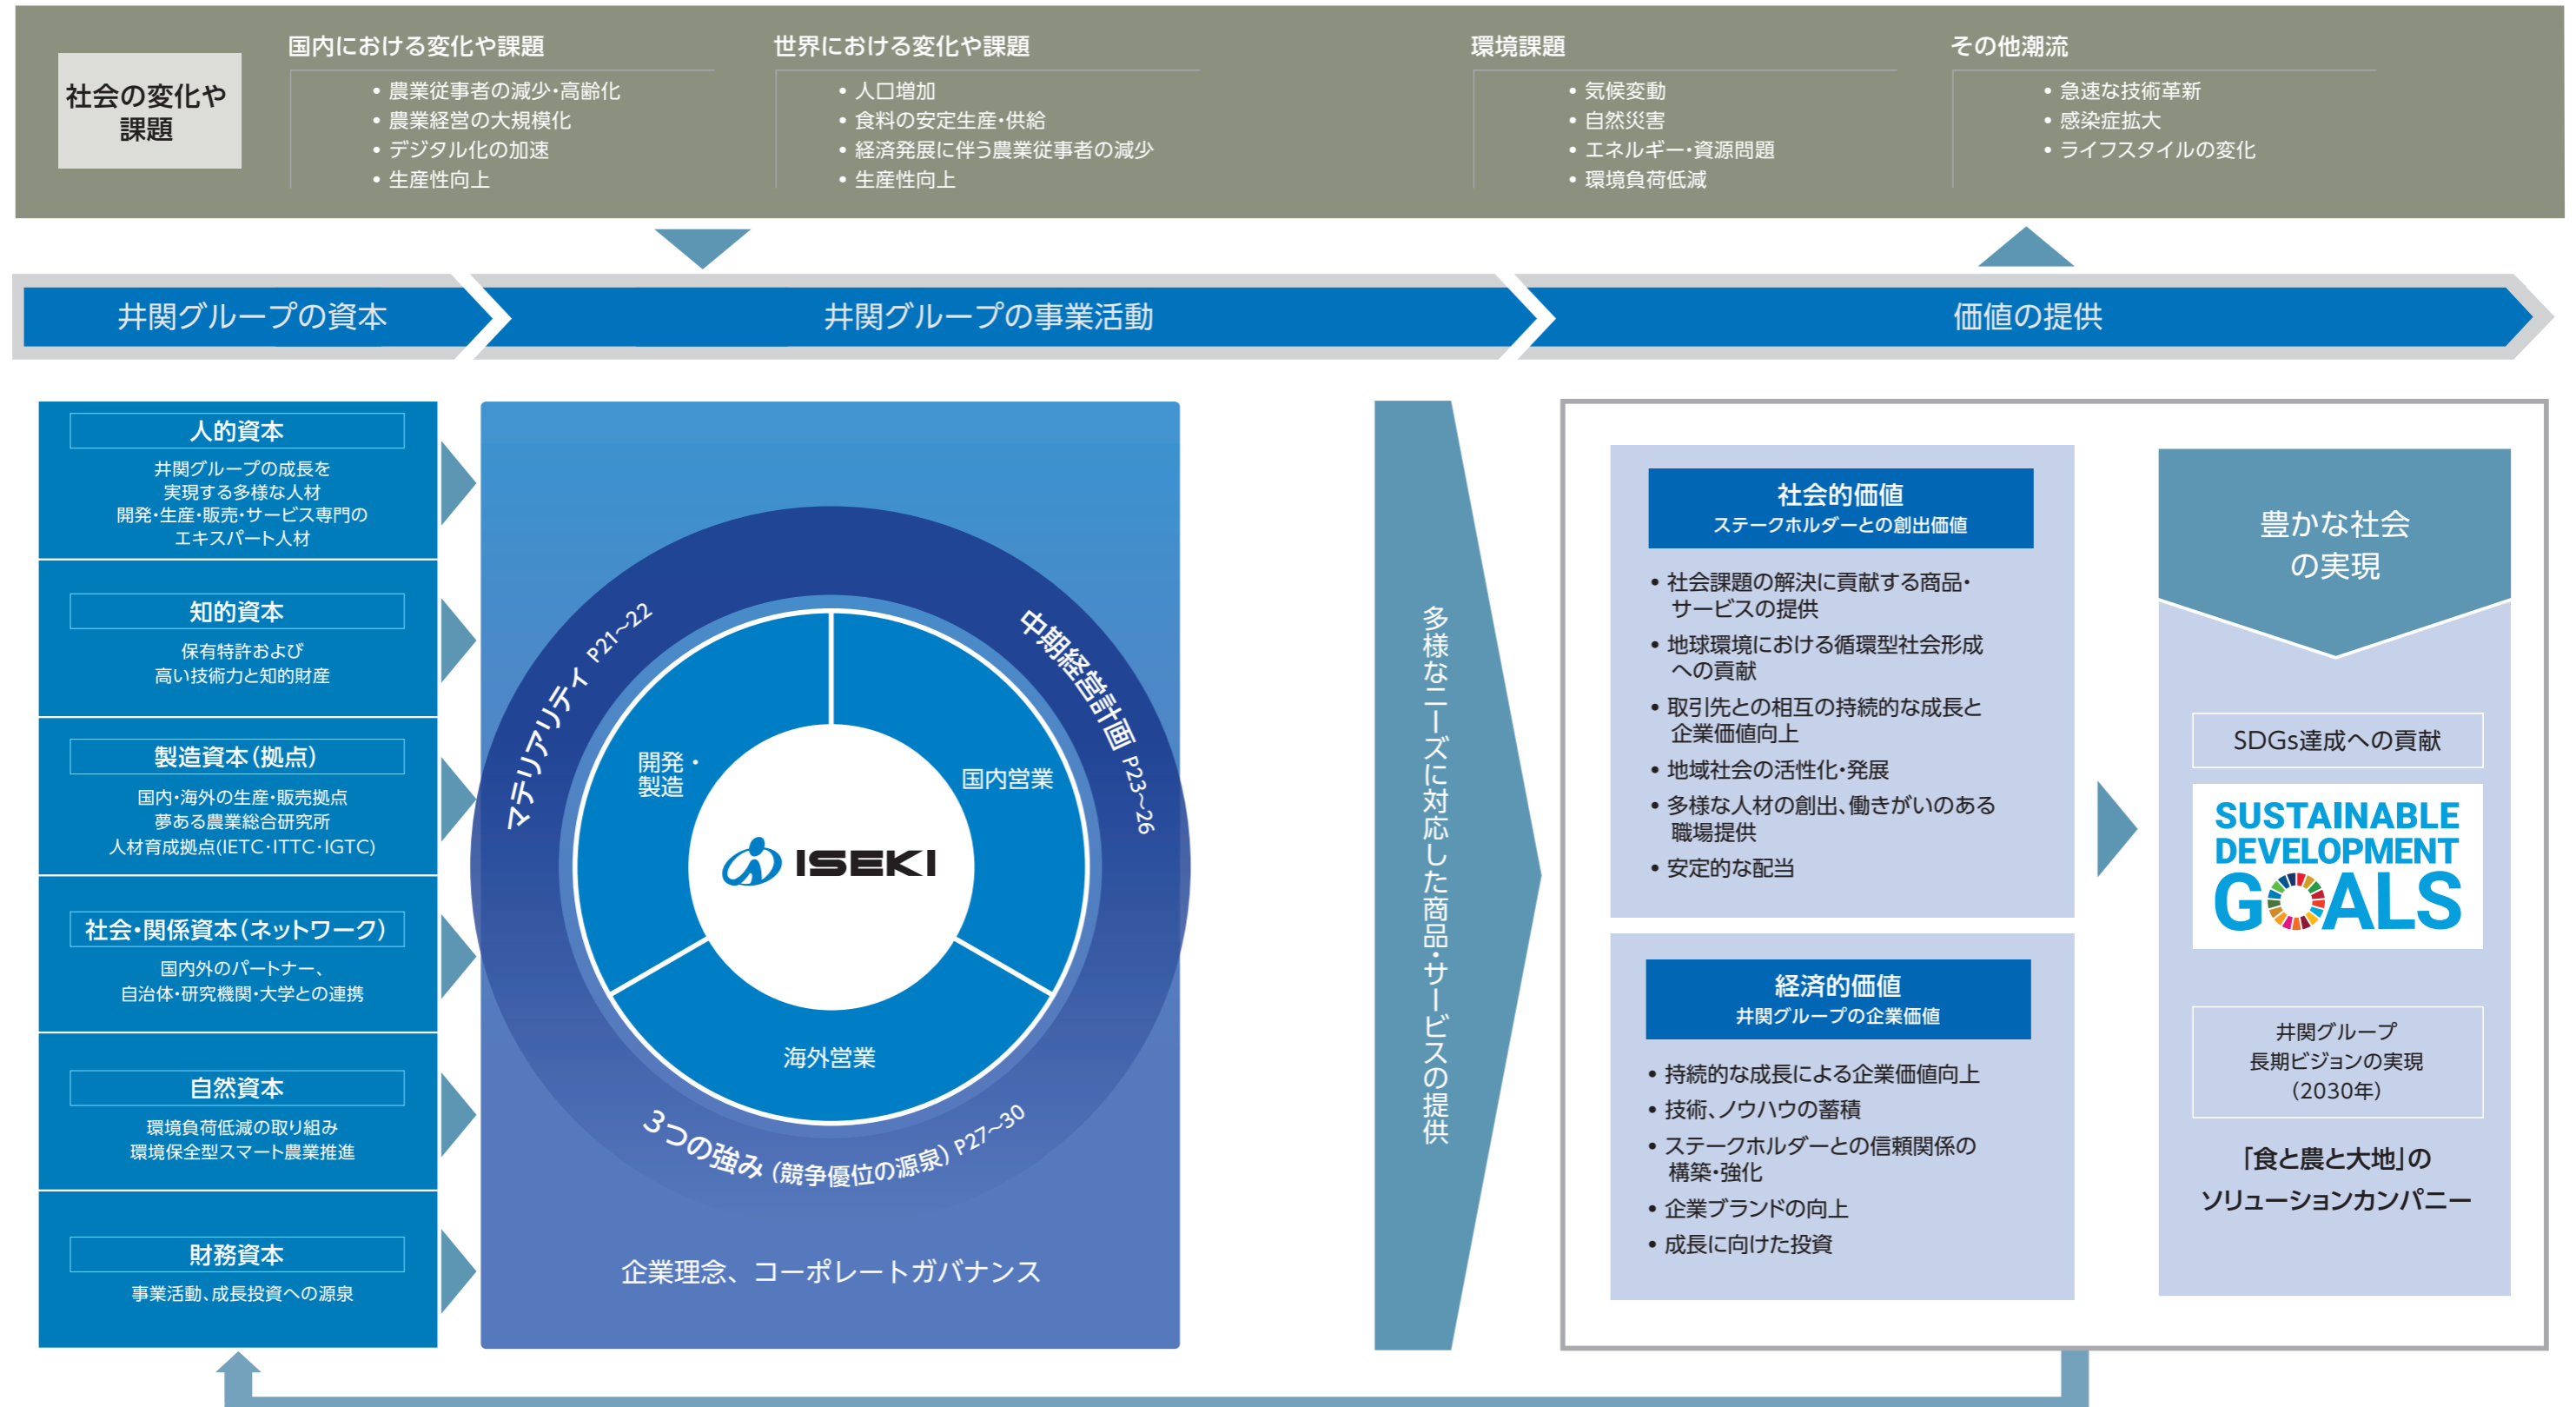 社会の変化や
課題
国内における変化や課題
• 農業従事者の減少・高齢化
• 農業経営の大規模化
• デジタル化の加速
• 生産性向上
世界における変化や課題
• 人口増加
• 食料の安定生産・供給
• 経済発展に伴う農業従事者の減少
• 生産性向上
環境課題
• 気候変動
• 自然災害
• エネルギー・資源問題
• 環境負荷低減
その他潮流
• 急速な技術革新
• 感染症拡大
• ライフスタイルの変化
井関グループの資本
井関グループの事業活動
価値の提供
人的資本
井関グループの成長を
実現する多様な人材
開発・生産・販売・サービス専門の
エキスパート人材
知的資本
保有特許および
高い技術力と知的財産
製造資本（拠点）
国内・海外の生産・販売拠点
夢ある農業総合研究所
人材育成拠点(IETC・ITTC・IGTC)
社会・関係資本（ネットワーク）
国内外のパートナー、
自治体・研究機関・大学との連携
自然資本
環境負荷低減の取り組み
環境保全型スマート農業推進
財務資本
事業活動、成長投資への源泉
マテリアリティ P21～22
中期経営計画 P23～26
開発・
製造
国内営業
ISEKI
海外営業
3つの強み（競争優位の源泉）P27～30
企業理念、コーポレートガバナンス
多様なニーズに対応した商品・サービスの提供
社会的価値
ステークホルダーとの創出価値
• 社会課題の解決に貢献する商品・
サービスの提供
• 地球環境における循環型社会形成
への貢献
• 取引先との相互の持続的な成長と
企業価値向上
• 地域社会の活性化・発展
• 多様な人材の創出、働きがいのある
職場提供
• 安定的な配当
経済的価値
井関グループの企業価値
• 持続的な成長による企業価値向上
• 技術、ノウハウの蓄積
• ステークホルダーとの信頼関係の
構築・強化
• 企業ブランドの向上
• 成長に向けた投資
豊かな社会
の実現
SDGs達成への貢献
SUSTAINABLE
DEVELOPMENT
GOALS
井関グループ
長期ビジョンの実現
（2030年）
「食と農と大地」の
ソリューションカンパニー